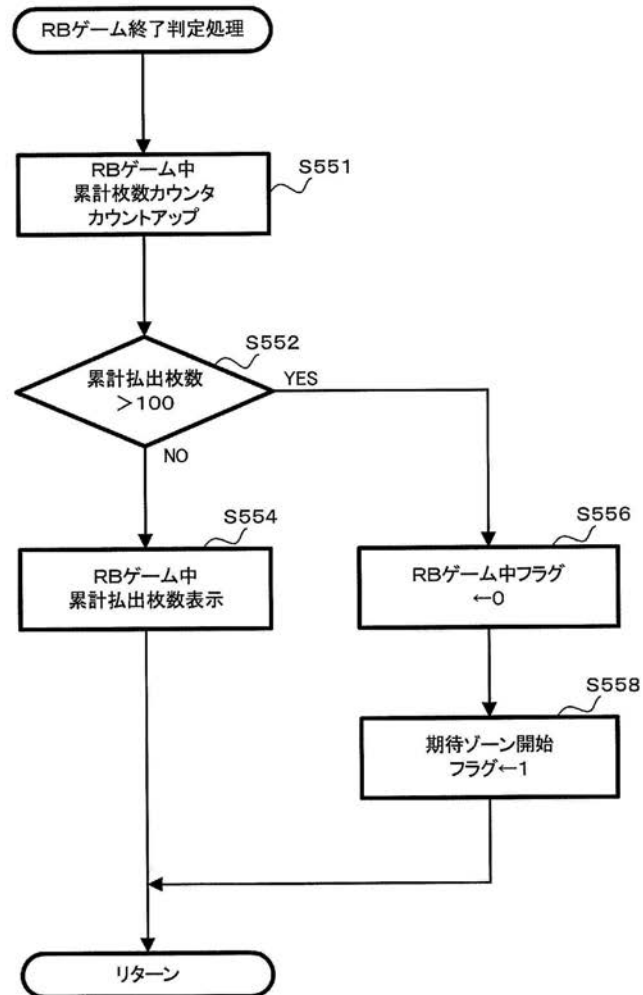 RBゲーム終了判定処理
RBゲーム中
累計枚数カウンタ
カウントアップ
S551
S552
累計払出枚数
＞100
YES
NO
S554
RBゲーム中
累計払出枚数表示
S556
RBゲーム中フラグ
←0
S558
期待ゾーン開始
フラグ←1
リターン